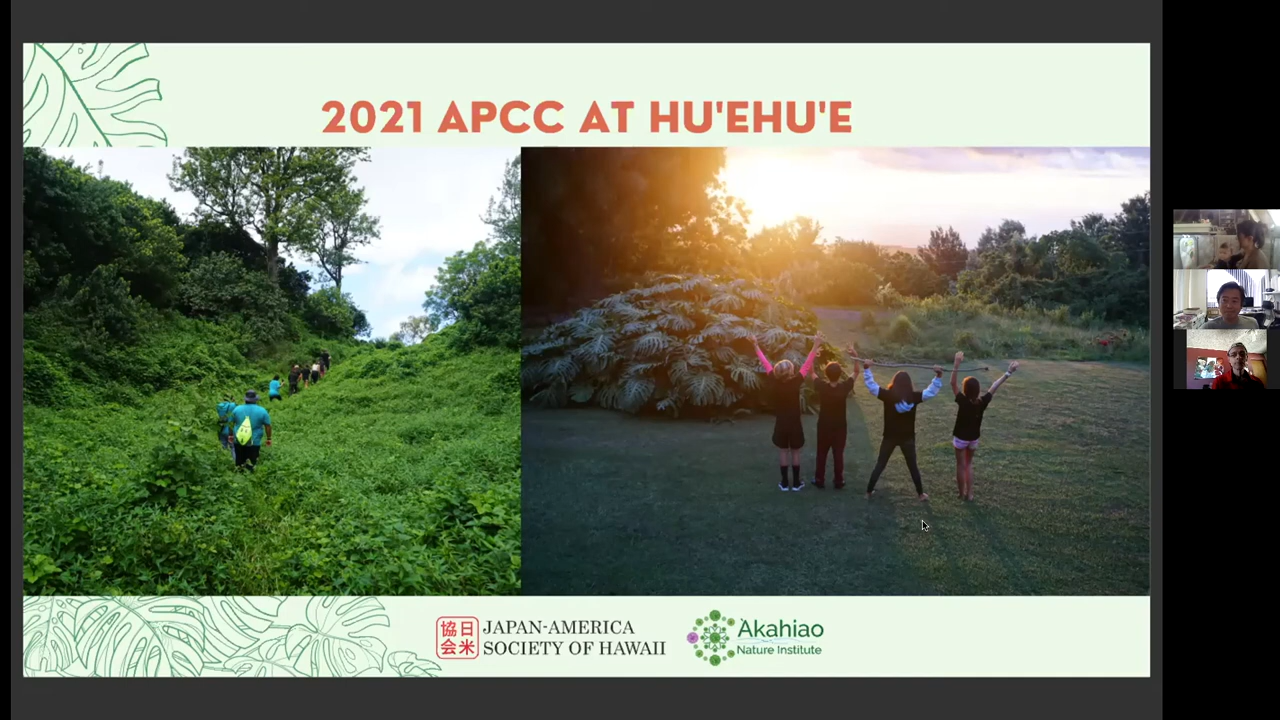 2021 APCC AT HU'EHU'E
協日
会米
JAPAN-AMERICA
SOCIETY OF HAWAII
Akahiao
Nature Institute